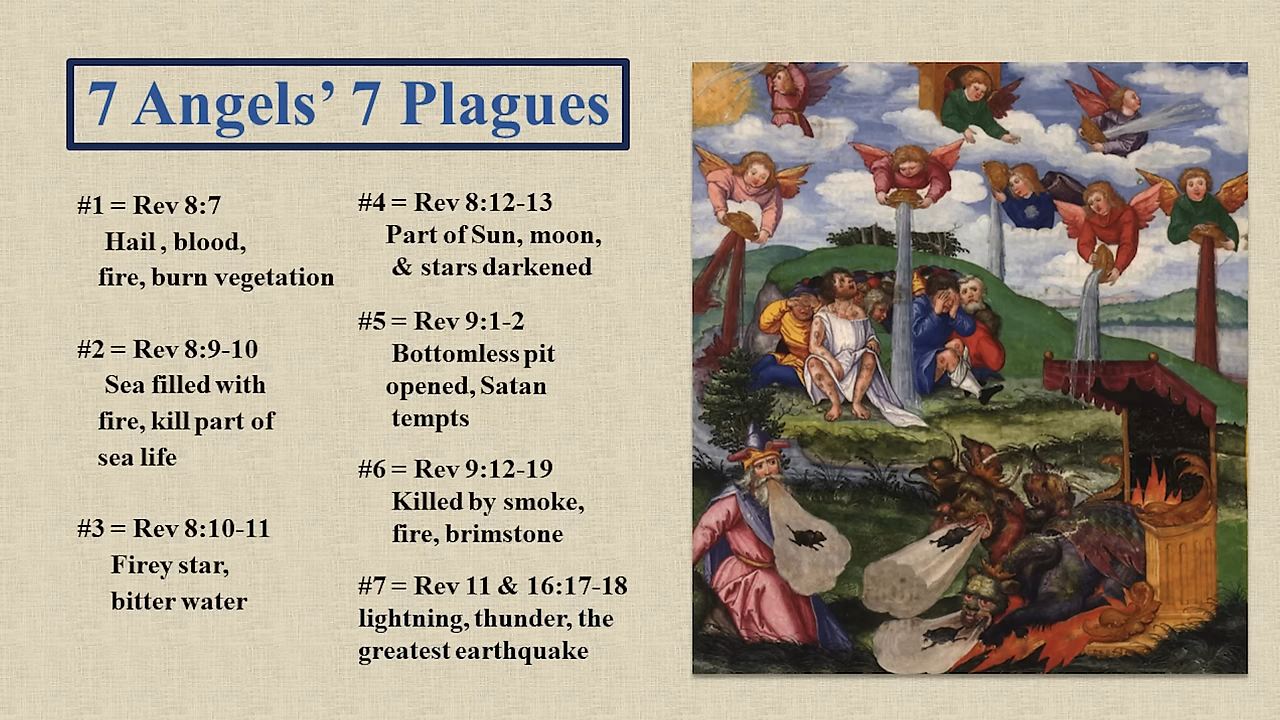 7 Angels’ 7 Plagues
#1 = Rev 8:7
Hail , blood,
fire, burn vegetation
#2 = Rev 8:9-10
Sea filled with
fire, kill part of
sea life
#3 = Rev 8:10-11
Firey star,
bitter water
#4 = Rev 8:12-13
Part of Sun, moon,
& stars darkened
#5 = Rev 9:1-2
Bottomless pit
opened, Satan
tempts
#6 = Rev 9:12-19
Killed by smoke,
fire, brimstone
#7 = Rev 11 & 16:17-18
lightning, thunder, the
greatest earthquake